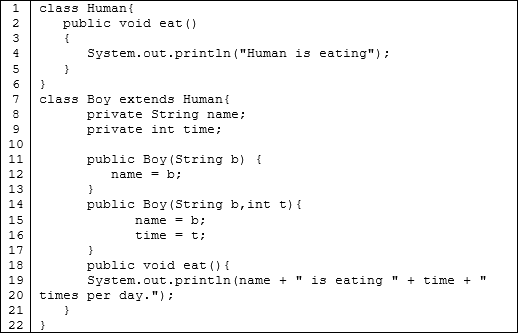 1 class Human{
2    public void eat()
3    {
4       System.out.println("Human is eating");
5    }
6 }
7 class Boy extends Human{
8       private String name;
9       private int time;
10
11       public Boy(String b) {
12          name = b;
13       }
14       public Boy(String b,int t){
15             name = b;
16             time = t;
17       }
18       public void eat(){
19       System.out.println(name + " is eating " + time + "
20 times per day.");
21    }
22 }